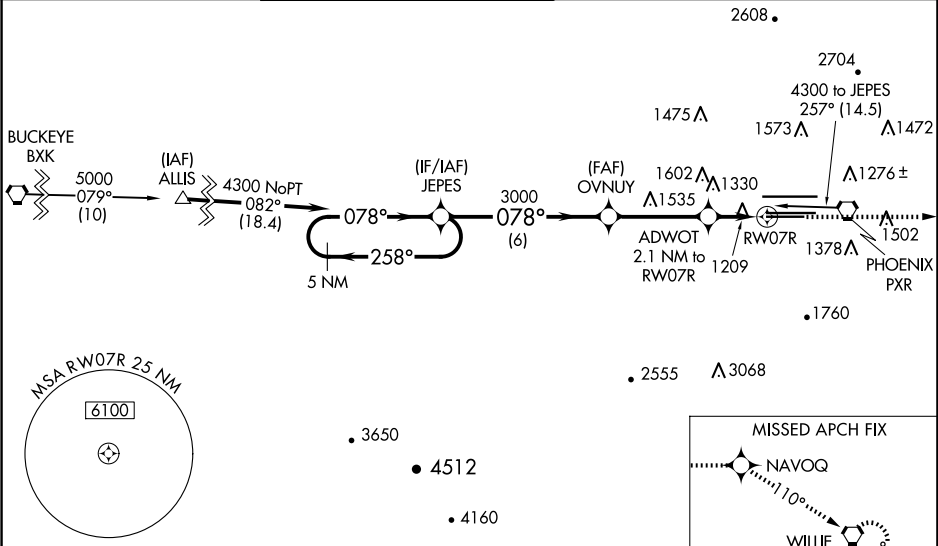 2608
2704
4300 to JEPES
257° (14.5)
1475
1573
1472
BUCKEYE
BXK
5000
079°
(10)
(IAF)
ALLIS
4300 NoPT
082°
(18.4)
(IF/IAF)
JEPES
078°
258°
5 NM
3000
078°
(6)
(FAF)
OVNUY
1602
1330
1535
1276 ±
ADWOT
2.1 NM to
RW07R
1209
RW07R
1502
1378
PHOENIX
PXR
1760
2555
3068
MSA RW07R 25 NM
6100
3650
4512
4160
MISSED APCH FIX
NAVOQ
110°
WILLIE